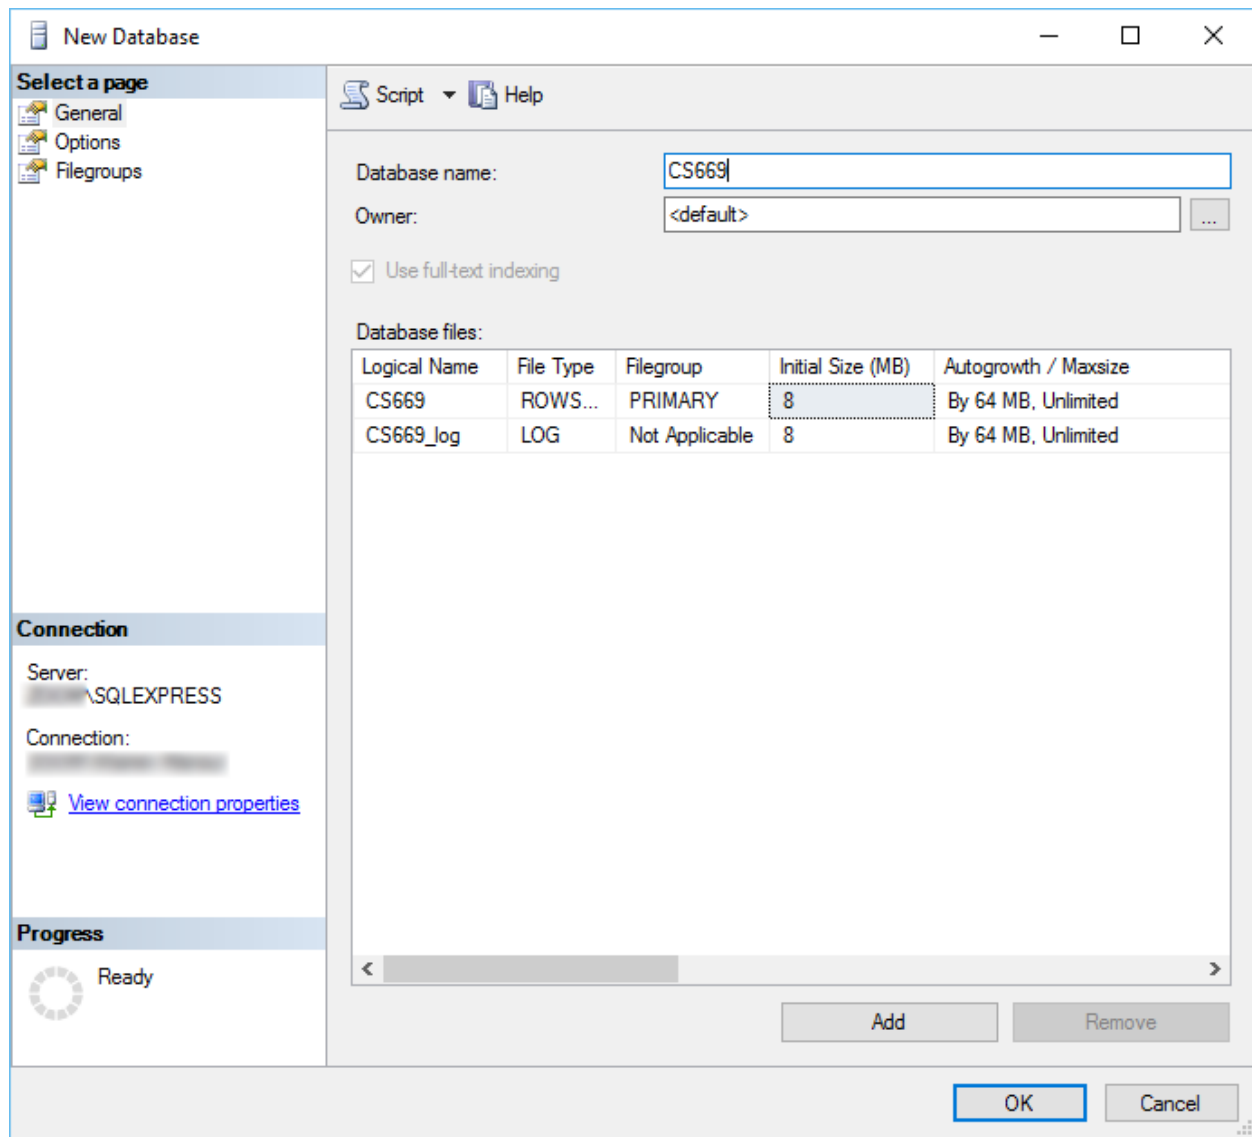 New Database
Select a page
General
Options
Filegroups
Script Help
Database name: CS669
Owner: <default> ...
Use full-text indexing
Database files:
Logical Name File Type Filegroup Initial Size (MB) Autogrowth / Maxsize
CS669 ROWS... PRIMARY 8 By 64 MB, Unlimited
CS669_log LOG Not Applicable 8 By 64 MB, Unlimited
Connection
Server:
\SQLEXPRESS
Connection:
View connection properties
Progress
Ready
Add Remove
OK Cancel